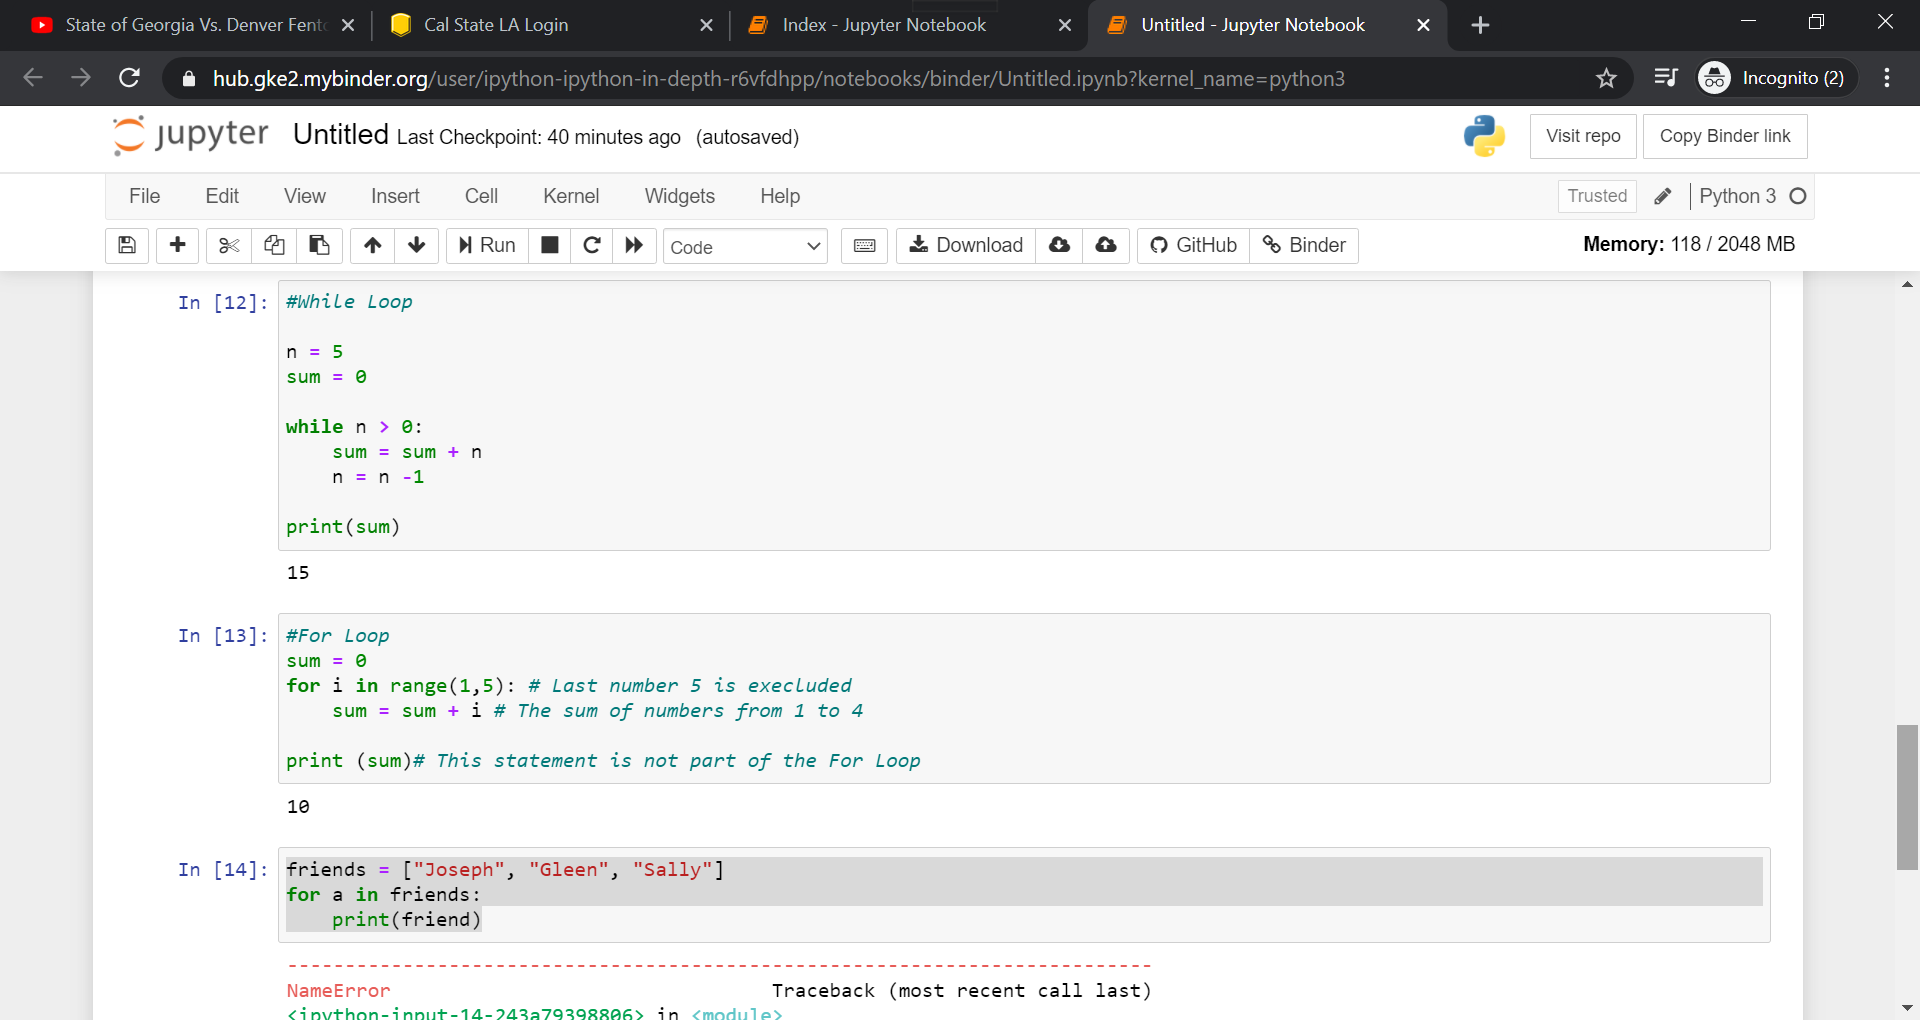 State of Georgia Vs. Denver Fent
Cal State LA Login
Index - Jupyter Notebook
Untitled - Jupyter Notebook
hub.gke2.mybinder.org/user/ipython-ipython-in-depth-r6vfdhpp/notebooks/binder/Untitled.ipynb?kernel_name=python3
Incognito (2)
jupyter Untitled Last Checkpoint: 40 minutes ago (autosaved)
Visit repo
Copy Binder link
File Edit View Insert Cell Kernel Widgets Help
Trusted
Python 3
Run
Code
Download
GitHub
Binder
Memory: 118 / 2048 MB
In [12]: #While Loop
n = 5
sum = 0
while n > 0:
    sum = sum + n
    n = n -1
print(sum)
15
In [13]: #For Loop
sum = 0
for i in range(1,5): # Last number 5 is execluded
    sum = sum + i # The sum of numbers from 1 to 4
print (sum)# This statement is not part of the For Loop
10
In [14]: friends = ["Joseph", "Gleen", "Sally"]
for a in friends:
    print(friend)
---------------------------------------------------------------------------
NameError                                 Traceback (most recent call last)
<ipython-input-14-243a79398806> in <module>